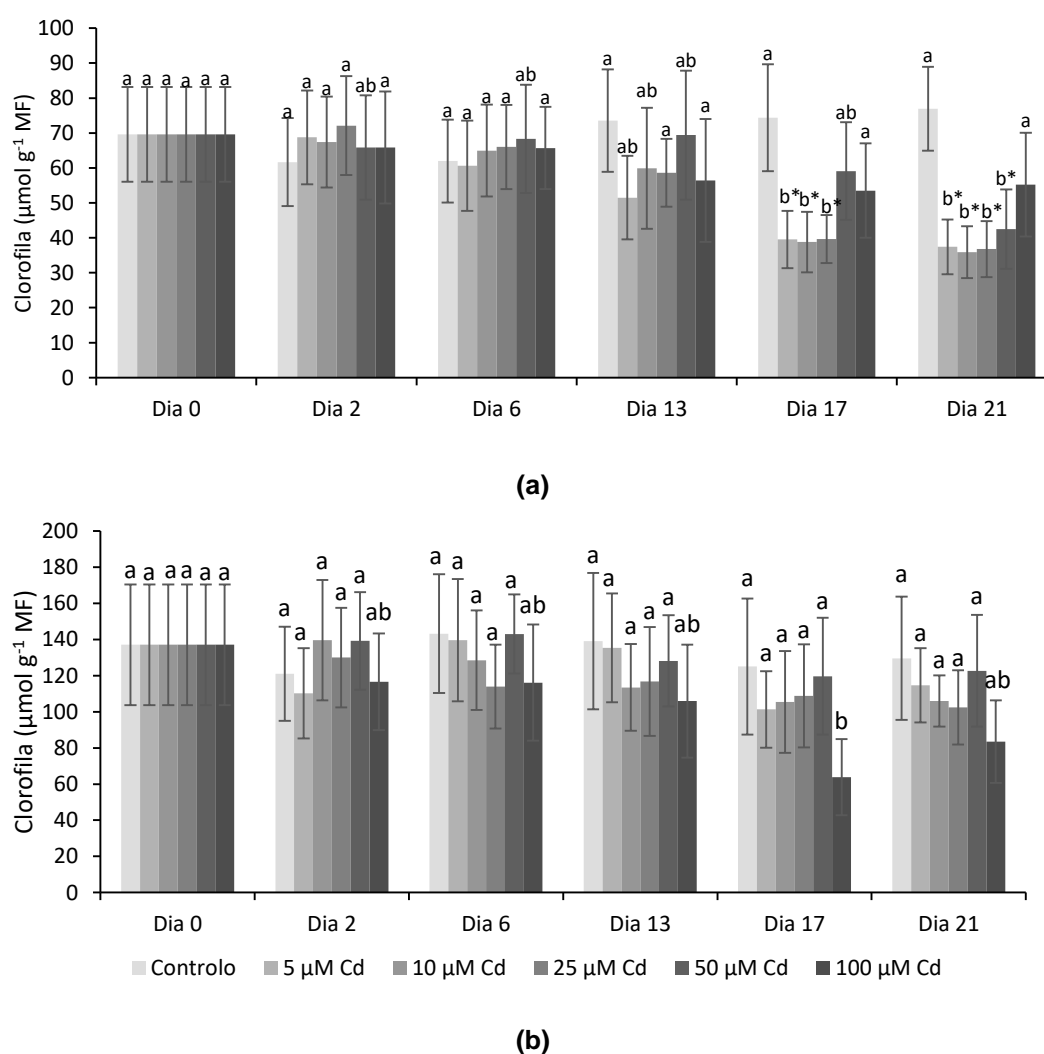 100
90
80
70
60
50
40
30
20
10
0
Clorofila (µmol g⁻¹ MF)
a a a a a a
a a a a ab a
a a a a ab a
a ab ab a ab a
a b* b* b* ab a
a b* b* b* b* a
Dia 0 Dia 2 Dia 6 Dia 13 Dia 17 Dia 21
(a)
200
180
160
140
120
100
80
60
40
20
0
Clorofila (µmol g⁻¹ MF)
a a a a a a
a a a a a ab
a a a a a ab
a a a a a ab
a a a a a b
a a a a a ab
Dia 0 Dia 2 Dia 6 Dia 13 Dia 17 Dia 21
Controlo 5 µM Cd 10 µM Cd 25 µM Cd 50 µM Cd 100 µM Cd
(b)